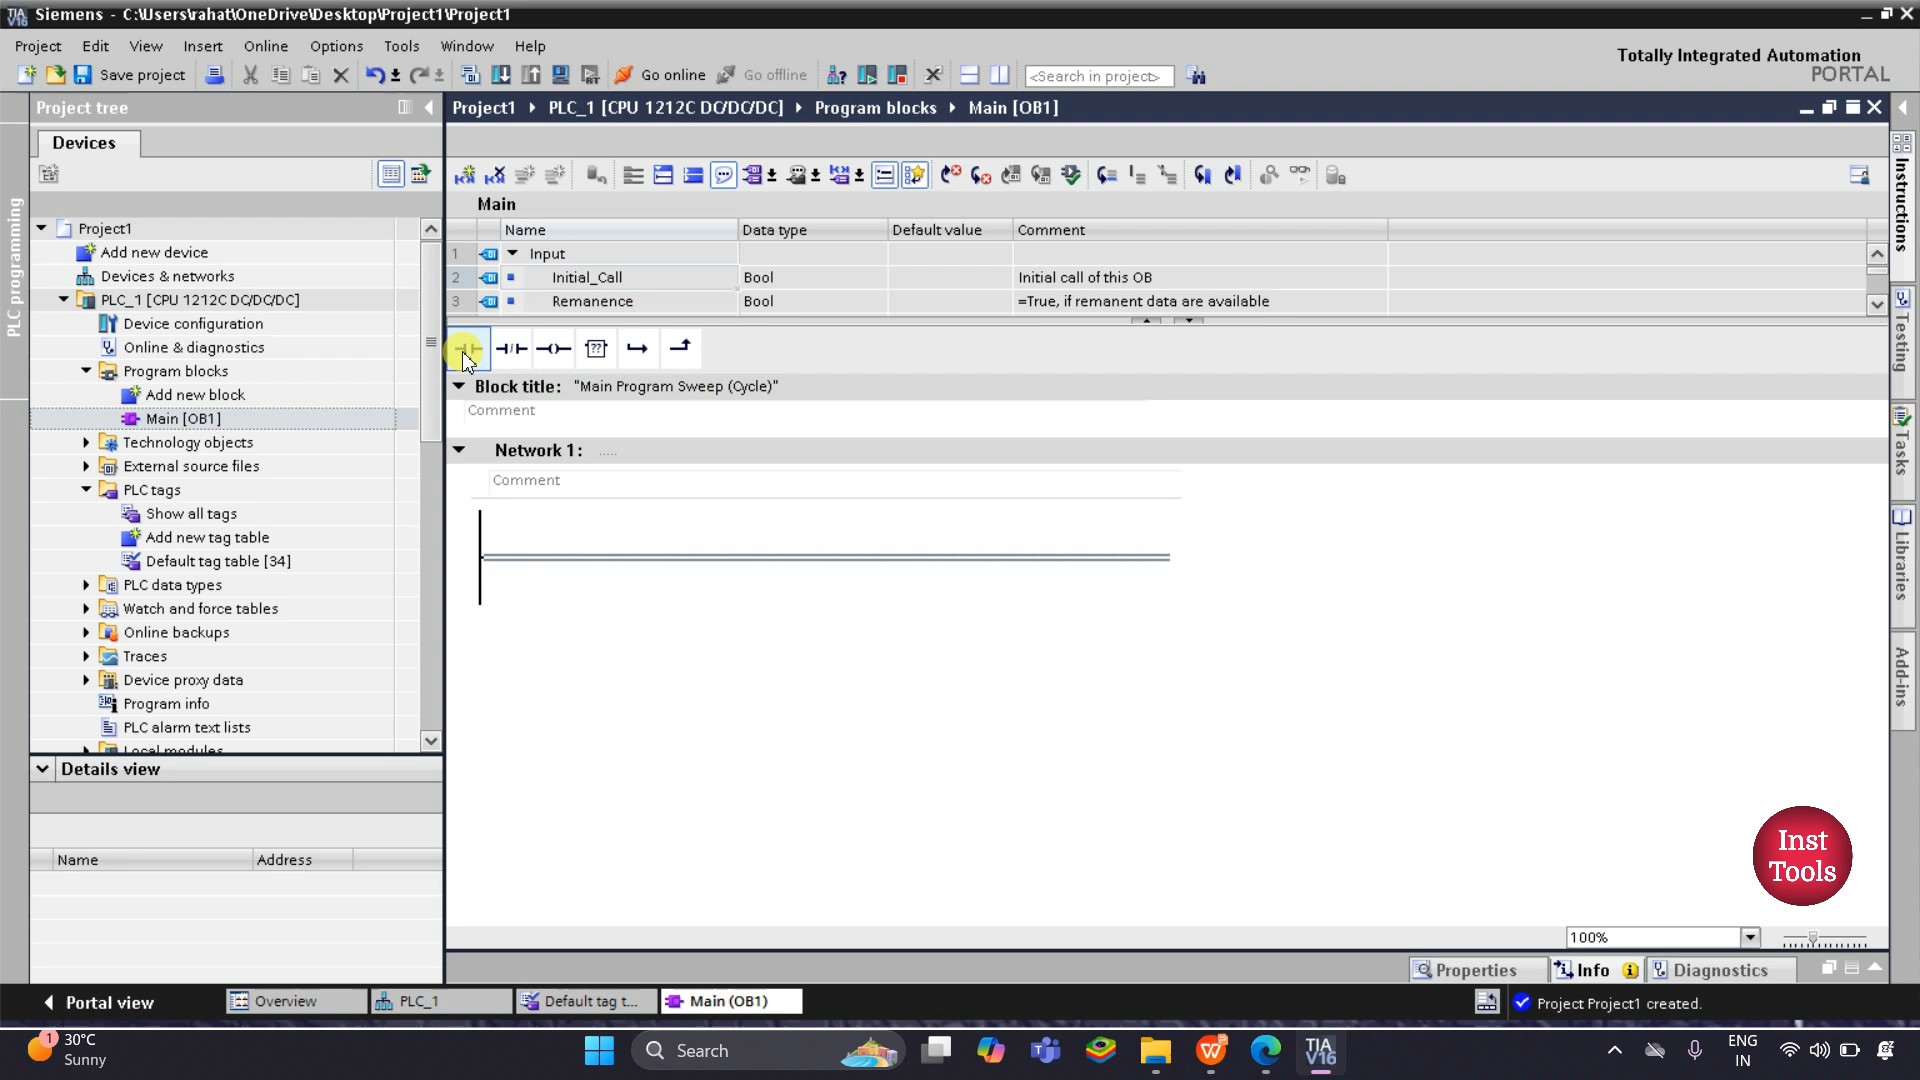 Siemens - C:\Users\rahat\OneDrive\Desktop\Project1\Project1
Project Edit View Insert Online Options Tools Window Help
Totally Integrated Automation
PORTAL
Save project
Go online
Go offline
<Search in project>
Project tree
Project1 PLC_1 [CPU 1212C DC/DC/DC] Program blocks Main [OB1]
Devices
PLC programming
Main
Name Data type Default value Comment
1 Input
2 Initial_Call Bool Initial call of this OB
3 Remanence Bool =True, if remanent data are available
Project1
Add new device
Devices & networks
PLC_1 [CPU 1212C DC/DC/DC]
Device configuration
Online & diagnostics
Program blocks
Add new block
Main [OB1]
Technology objects
External source files
PLC tags
Show all tags
Add new tag table
Default tag table [34]
PLC data types
Watch and force tables
Online backups
Traces
Device proxy data
Program info
PLC alarm text lists
Local modules
??
Block title: "Main Program Sweep (Cycle)"
Comment
Network 1: .....
Comment
Instructions
Testing
Tasks
Libraries
Add-ins
Details view
Name Address
Inst
Tools
100%
Properties Info Diagnostics
Portal view Overview PLC_1 Default tag t... Main (OB1) Project Project1 created.
1
30°C
Sunny
Search
TIA
V16
ENG
IN